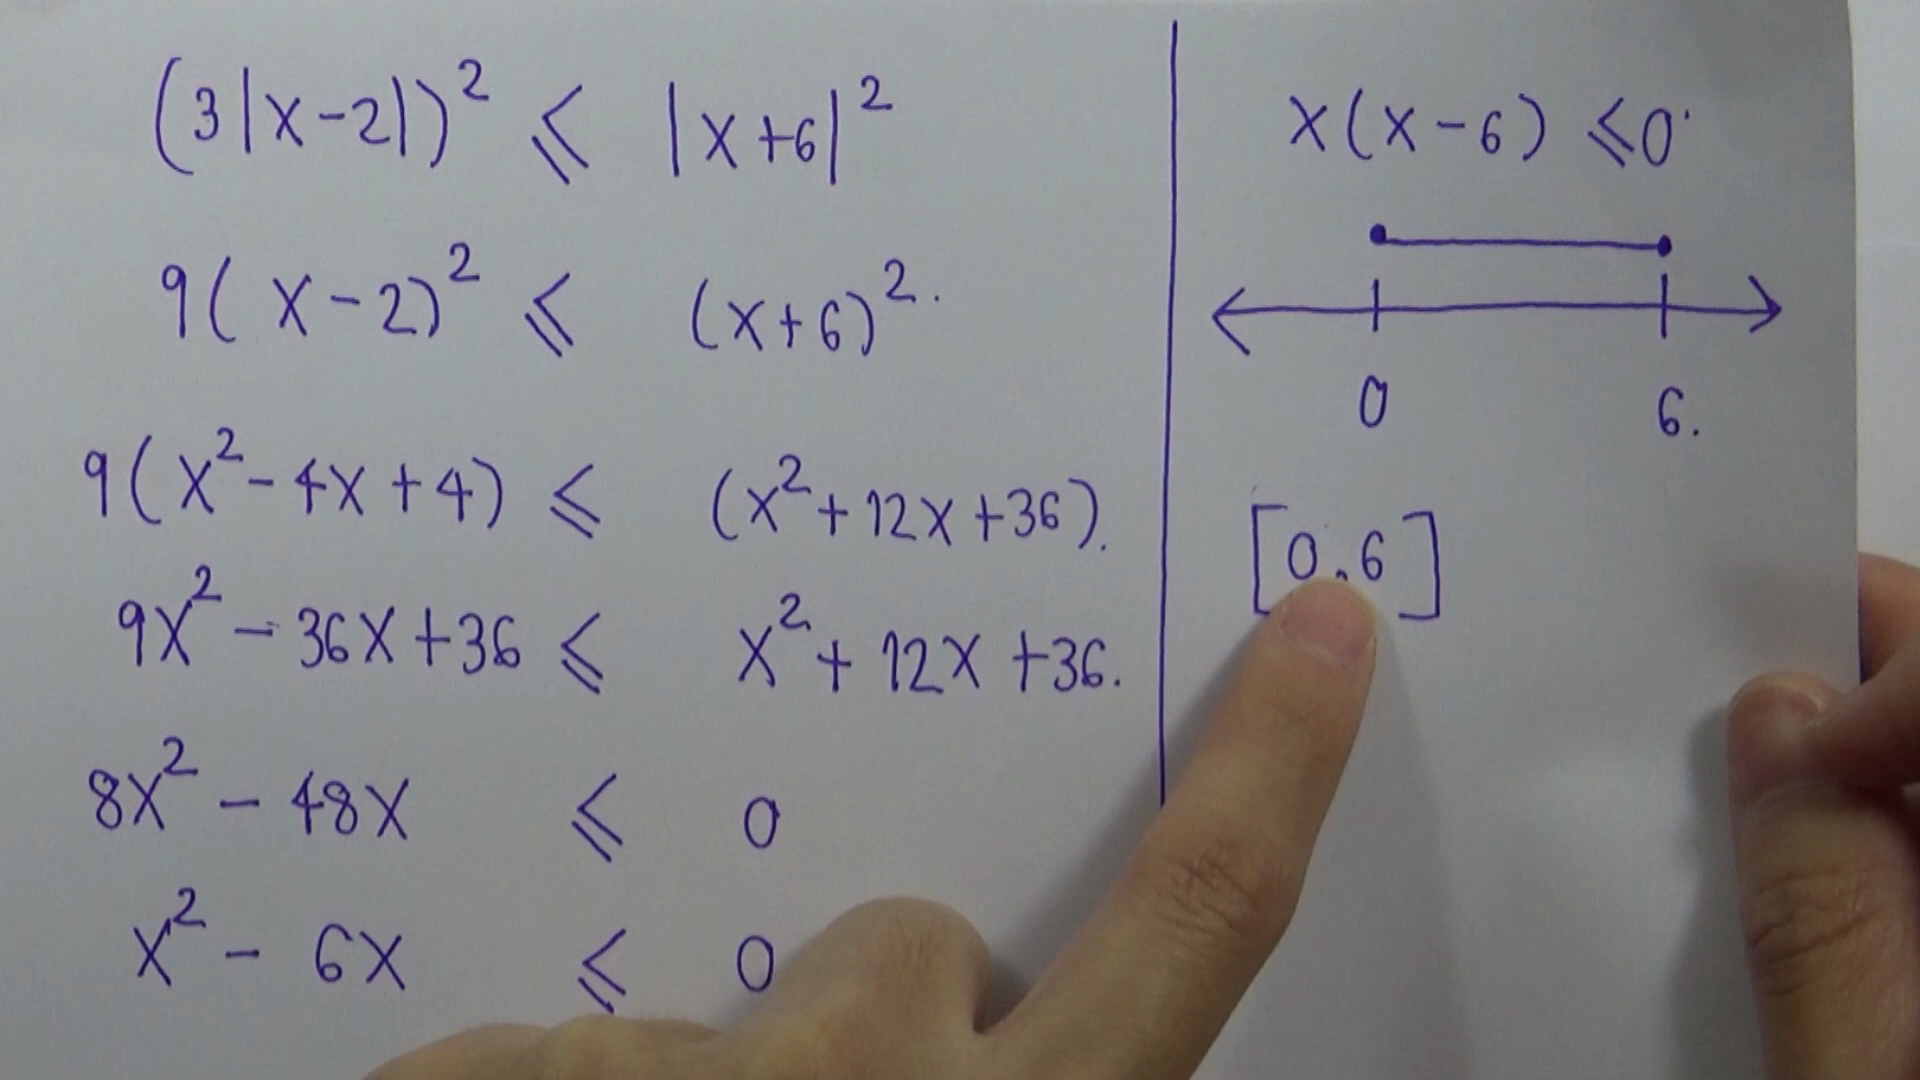 (3|x-2|)² ⩽ |x+6|²
9(x-2)² ⩽ (x+6)².
9(x²-4x+4) ⩽ (x²+12x+36).
9x²-36x+36 ⩽ x²+12x+36.
8x²-48x ⩽ 0
x²-6x ⩽ 0
x(x-6) ⩽0
0 6.
[0,6]